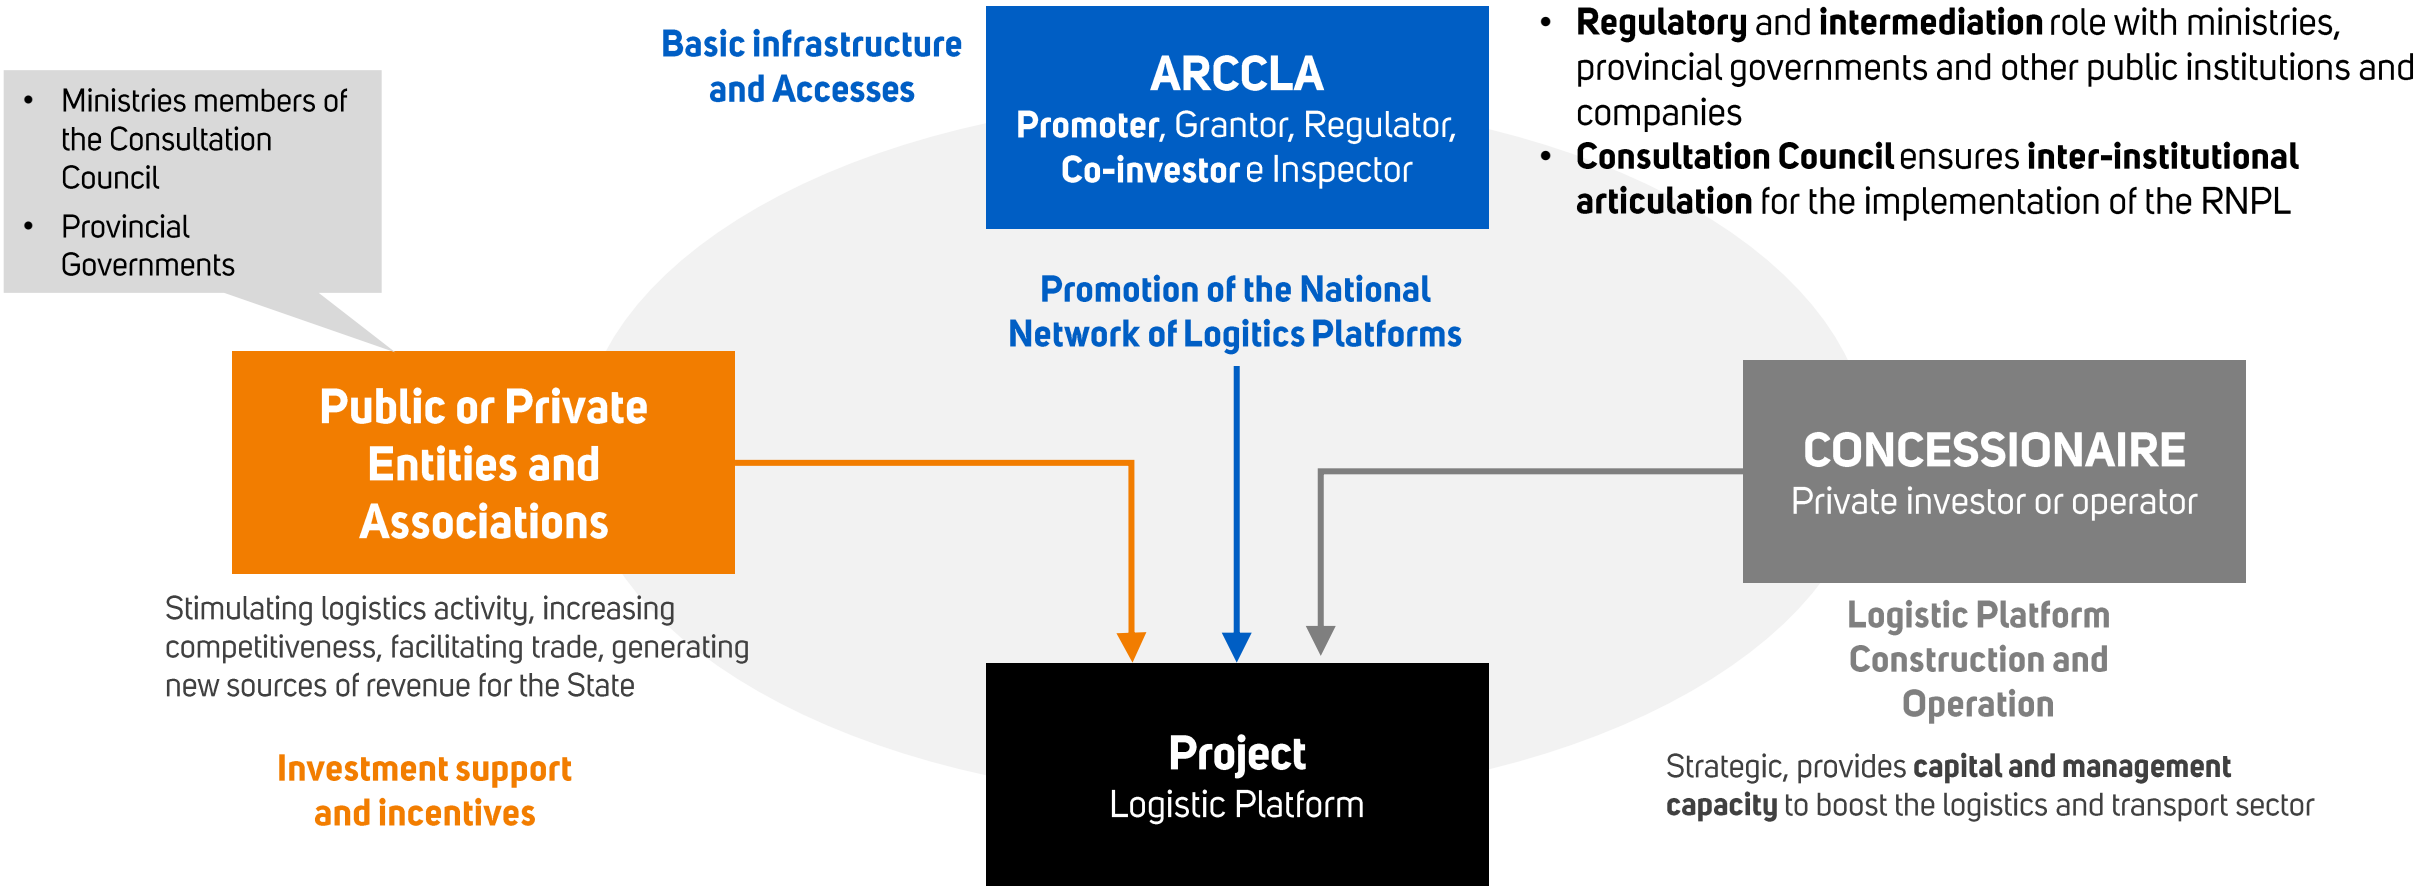 Basic infrastructure
and Accesses
ARCCLA
Promoter, Grantor, Regulator,
Co-investor e Inspector
• Regulatory and intermediation role with ministries,
provincial governments and other public institutions and
companies
• Consultation Council ensures inter-institutional
articulation for the implementation of the RNPL
• Ministries members of
the Consultation
Council
• Provincial
Governments
Promotion of the National
Network of Logitics Platforms
Public or Private
Entities and
Associations
CONCESSIONAIRE
Private investor or operator
Stimulating logistics activity, increasing
competitiveness, facilitating trade, generating
new sources of revenue for the State
Investment support
and incentives
Logistic Platform
Construction and
Operation
Strategic, provides capital and management
capacity to boost the logistics and transport sector
Project
Logistic Platform